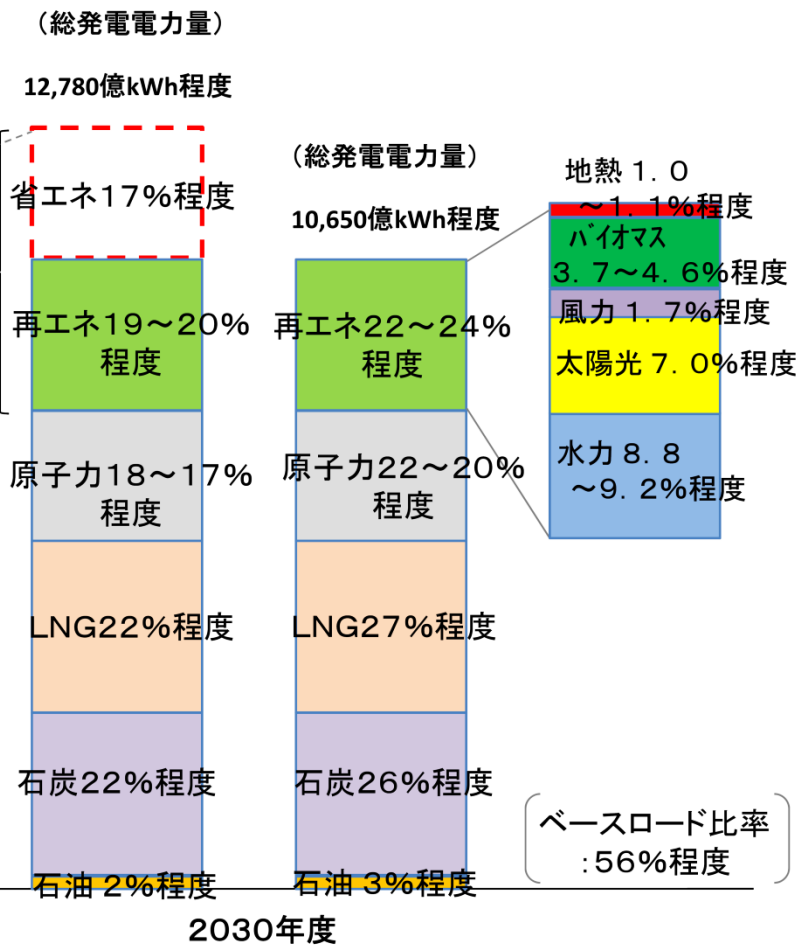 （総発電電力量）
12,780億kWh程度
省エネ17%程度
再エネ19～20%
程度
原子力18～17%
程度
LNG22%程度
石炭22%程度
石油 2%程度
（総発電電力量）
10,650億kWh程度
再エネ22～24%
程度
原子力22～20%
程度
LNG27%程度
石炭26%程度
石油 3%程度
地熱 1．0
～1．1%程度
バイオマス
3．7～4．6%程度
風力 1．7%程度
太陽光 7．0%程度
水力 8．8
～9．2%程度
ベースロード比率
：56%程度
2030年度